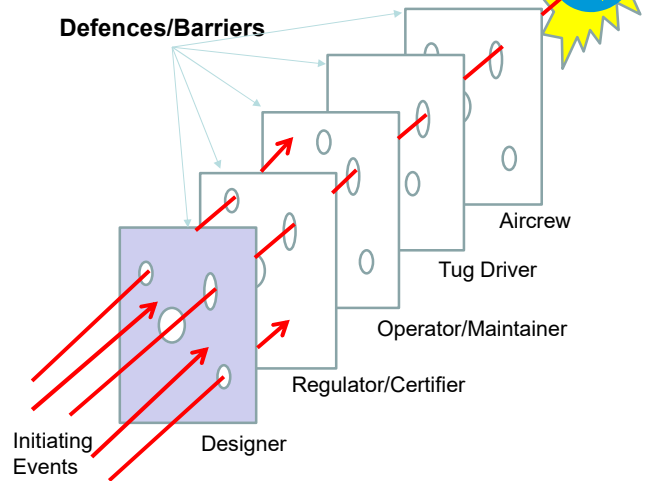 Defences/Barriers
Aircrew
Tug Driver
Operator/Maintainer
Regulator/Certifier
Initiating
Events
Designer